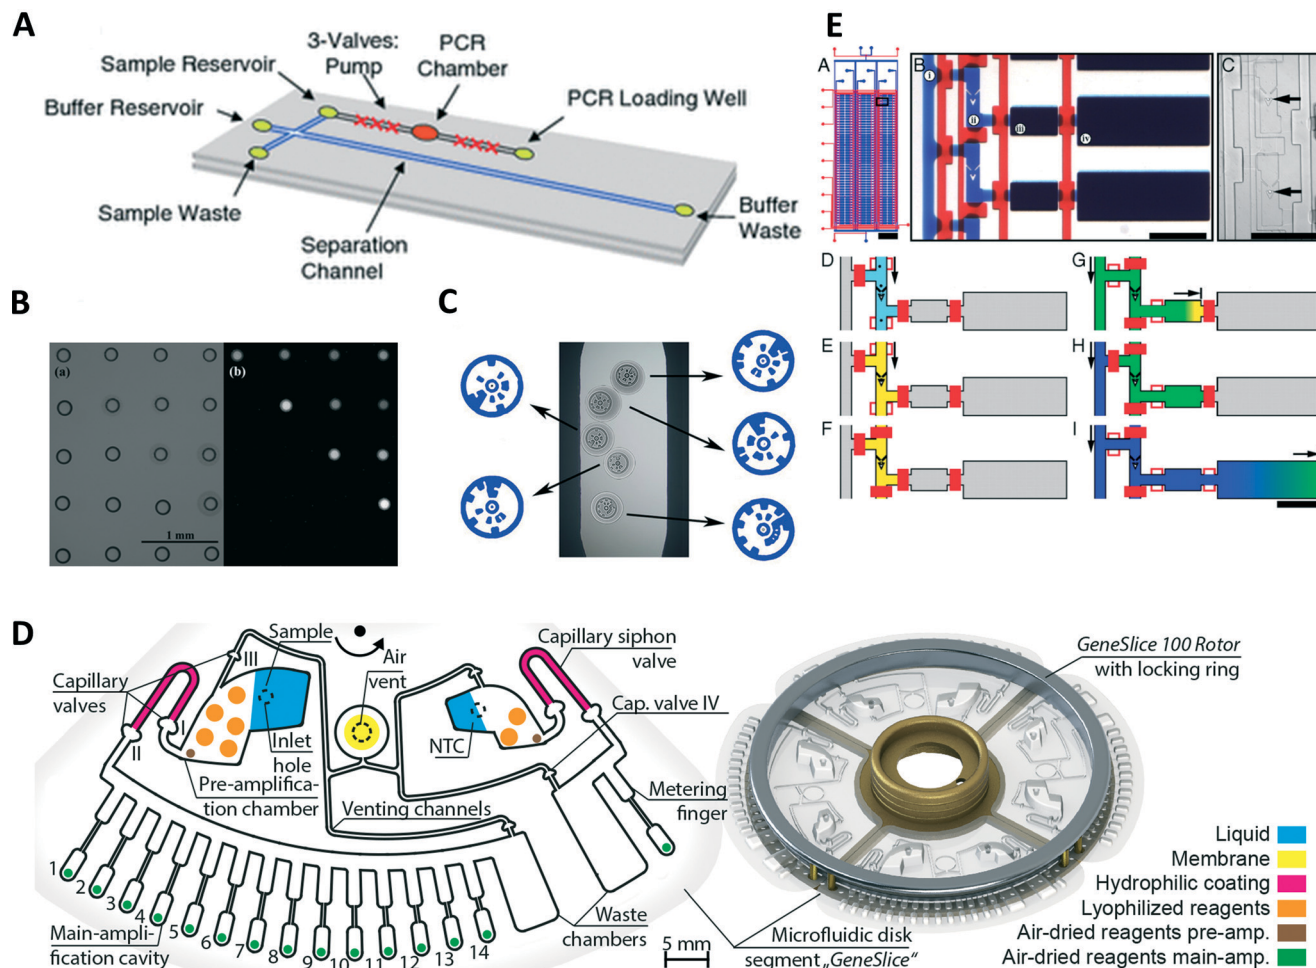 A
3-Valves:
Pump
PCR
Chamber
Sample Reservoir
Buffer Reservoir
PCR Loading Well
Sample Waste
Separation
Channel
Buffer
Waste
B
(a)
(b)
1 mm
C
E
A
B
C
i
ii
iii
iv
D
G
E
H
F
I
D
Sample
Air
vent
Capillary siphon
valve
III
Capillary
valves
I
II
Inlet
hole
NTC
Cap. valve IV
Pre-amplifica-
tion chamber
Venting channels
Metering
finger
1
2
3
4
5
6
7
8
9
10
11
12
13
14
Main-ampli-
fication cavity
Waste
chambers
5 mm
GeneSlice 100 Rotor
with locking ring
Microfluidic disk
segment „GeneSlice“
Liquid
Membrane
Hydrophilic coating
Lyophilized reagents
Air-dried reagents pre-amp.
Air-dried reagents main-amp.